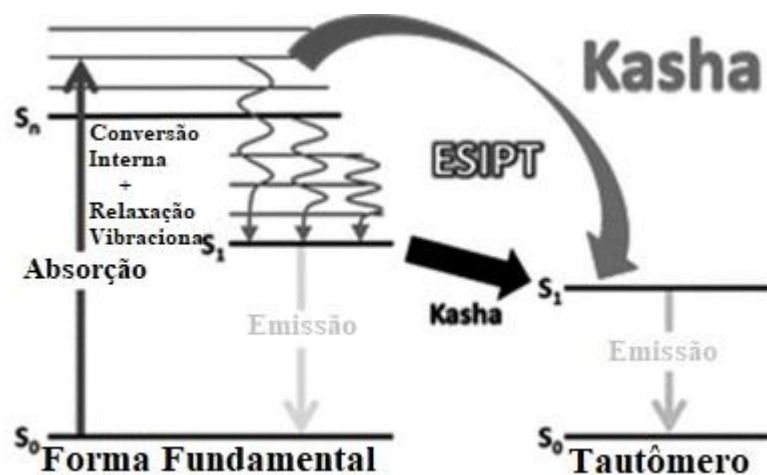 Kasha
Sn
Conversão
Interna
+
Relaxação
Vibraciona
S1
ESIPT
Absorção
Kasha
S1
Emissão
Emissão
S0
Forma Fundamental
S0
Tautômero